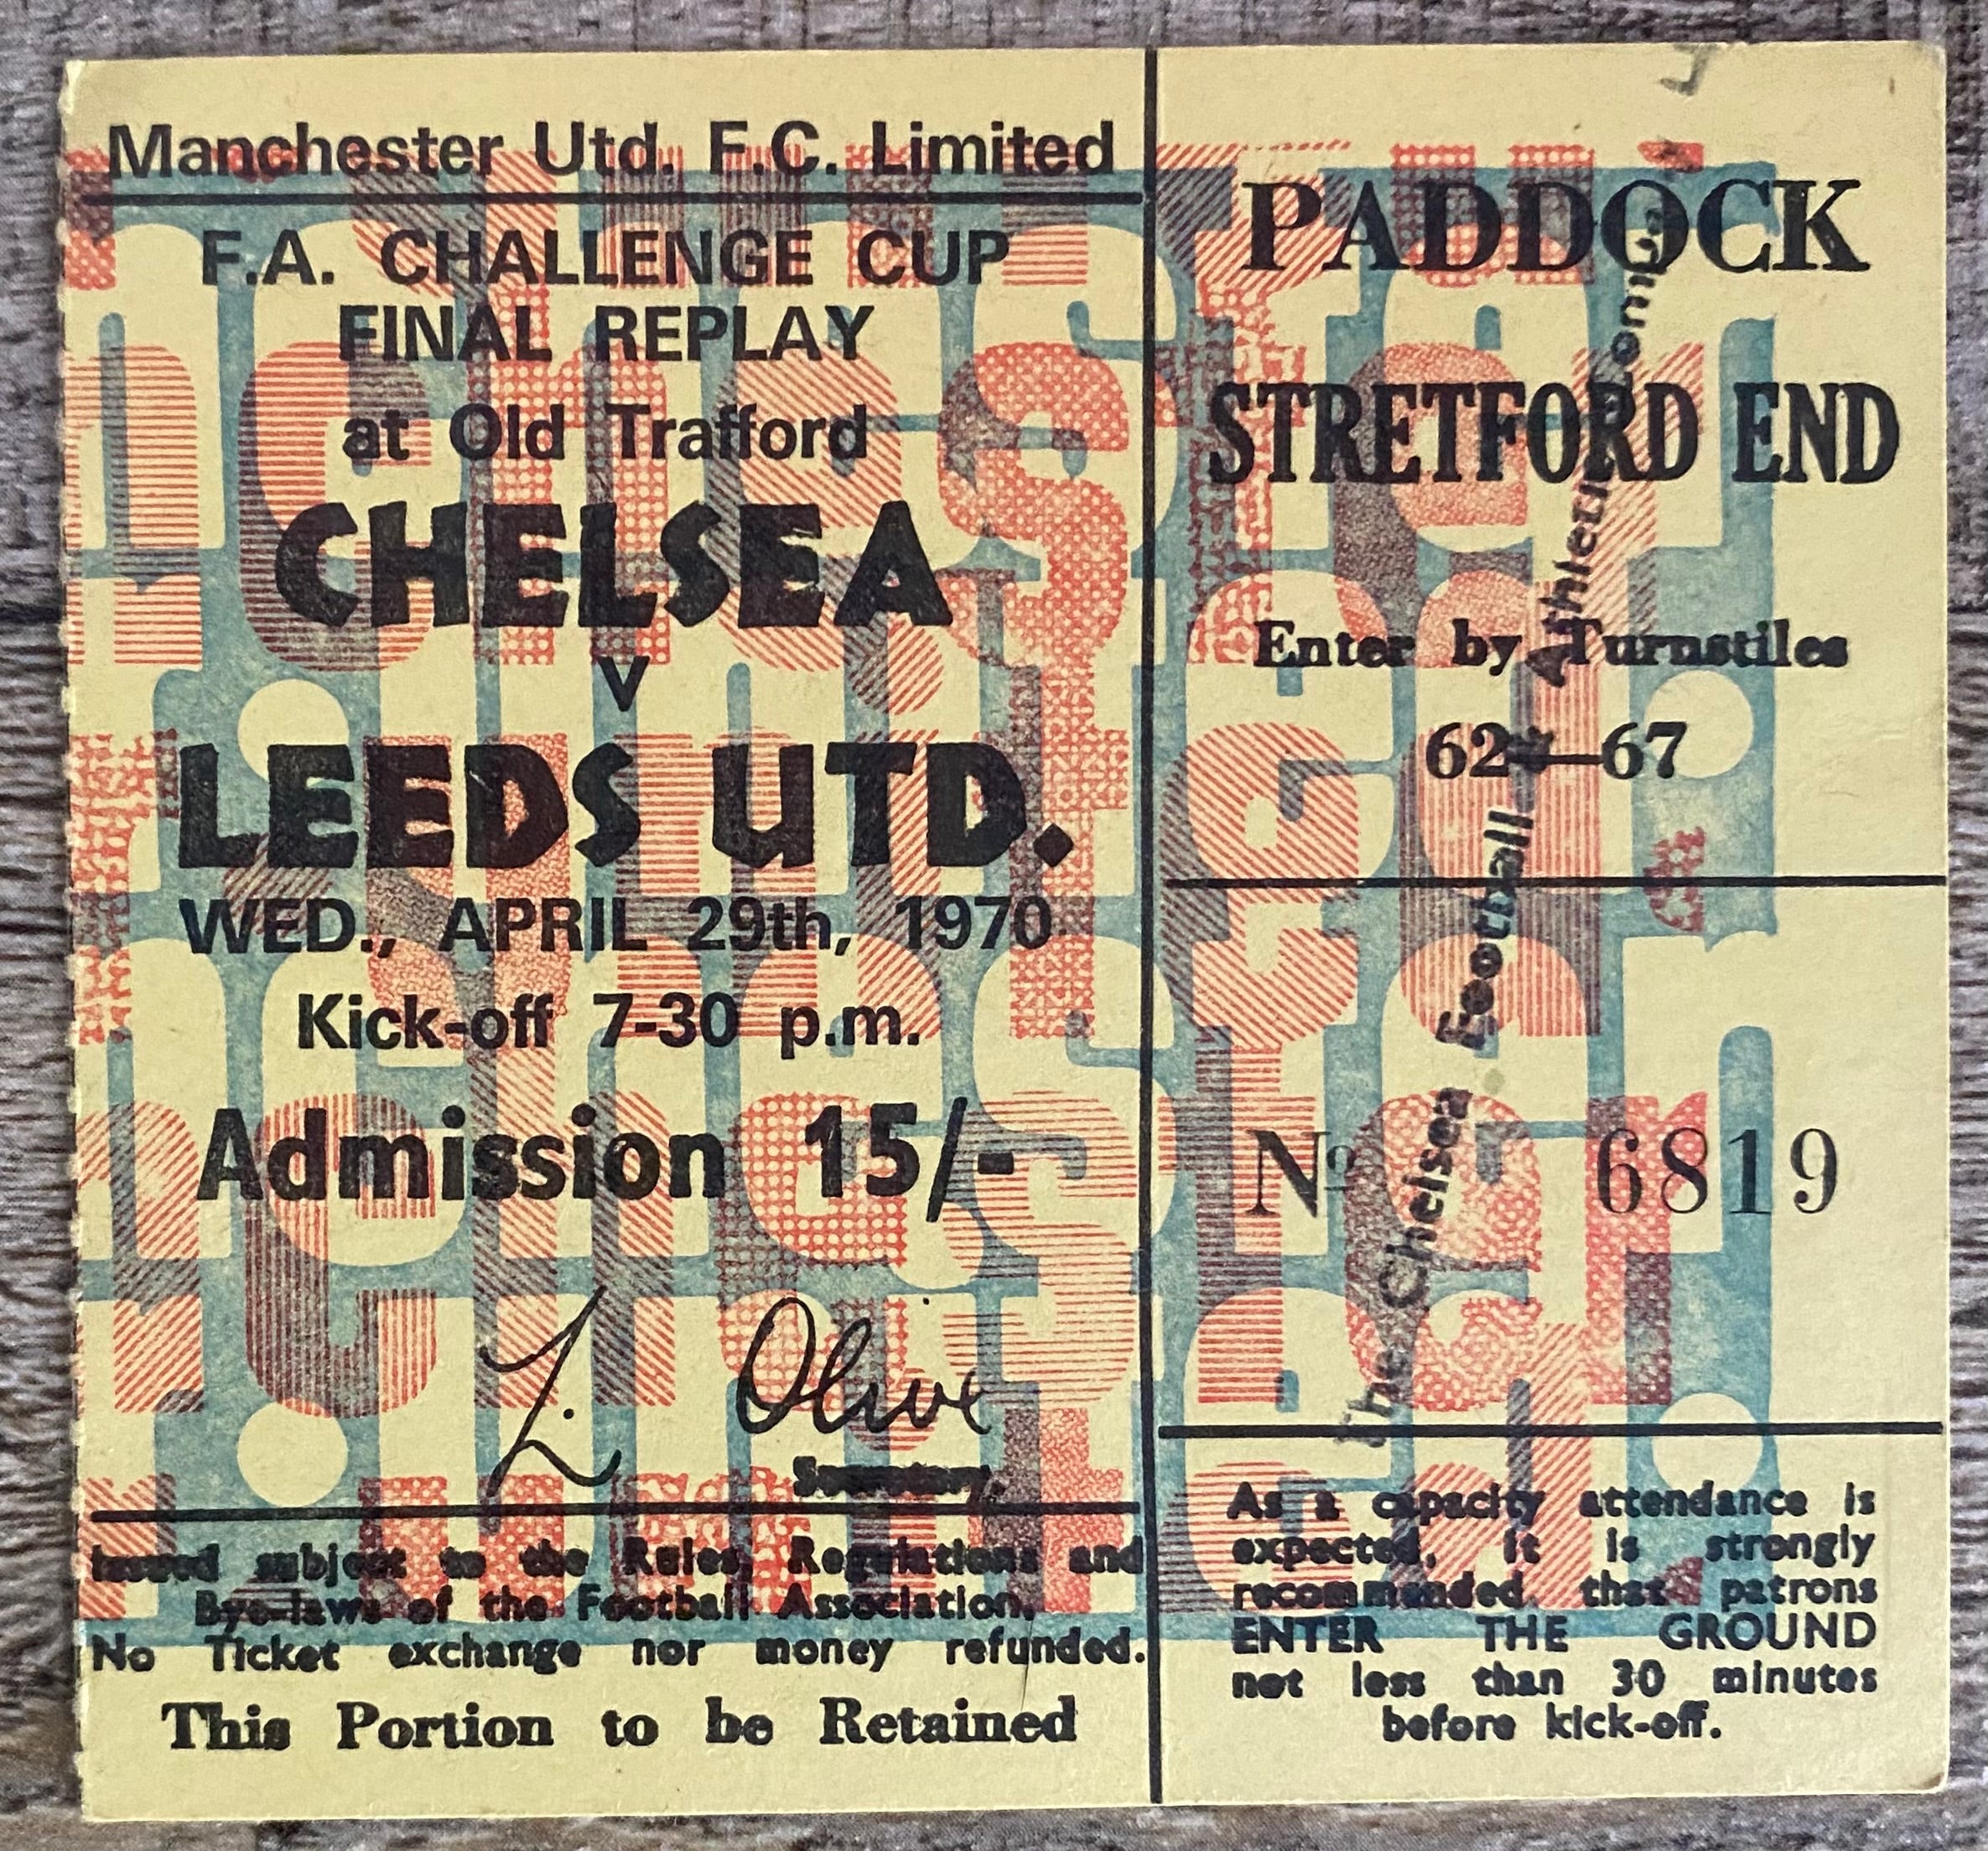 Manchester Utd. F.C. Limited
F.A. CHALLENGE CUP
FINAL REPLAY
at Old Trafford
CHELSEA
v
LEEDS UTD.
WED., APRIL 29th, 1970
Kick-off 7-30 p.m.
Admission 15/-
L. Olive
Secretary.
Issued subject to the Rules, Regulations and
Bye-laws of the Football Association.
No Ticket exchange nor money refunded.
This Portion to be Retained
PADDOCK
STRETFORD END
Enter by Turnstiles
62—67
Nº 6819
As a capacity attendance is
expected, it is strongly
recommended that patrons
ENTER THE GROUND
not less than 30 minutes
before kick-off.
The Chelsea Football & Athletic